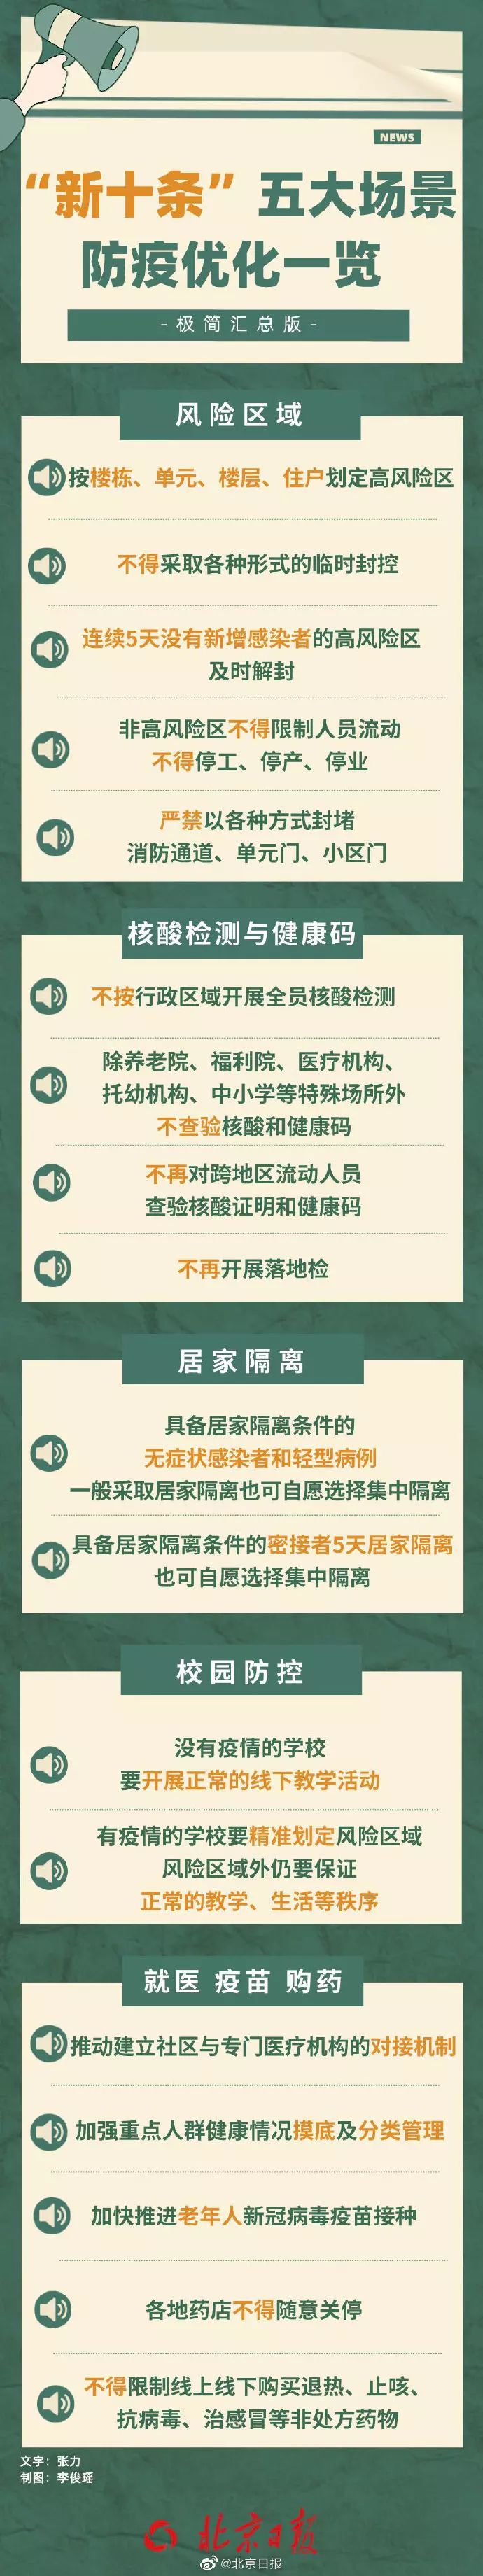 NEWS
“新十条” 五大场景
防疫优化一览
-极简汇总版-
风险区域
按楼栋、单元、楼层、住户划定高风险区
不得采取各种形式的临时封控
连续5天没有新增感染者的高风险区
及时解封
非高风险区不得限制人员流动
不得停工、停产、停业
严禁以各种方式封堵
消防通道、单元门、小区门
核酸检测与健康码
不按行政区域开展全员核酸检测
除养老院、福利院、医疗机构、
托幼机构、中小学等特殊场所外
不查验核酸和健康码
不再对跨地区流动人员
查验核酸证明和健康码
不再开展落地检
居家隔离
具备居家隔离条件的
无症状感染者和轻型病例
一般采取居家隔离也可自愿选择集中隔离
具备居家隔离条件的密接者5天居家隔离
也可自愿选择集中隔离
校园防控
没有疫情的学校
要开展正常的线下教学活动
有疫情的学校要精准划定风险区域
风险区域外仍要保证
正常的教学、生活等秩序
就医 疫苗 购药
推动建立社区与专门医疗机构的对接机制
加强重点人群健康情况摸底及分类管理
加快推进老年人新冠病毒疫苗接种
各地药店不得随意关停
不得限制线上线下购买退热、止咳、
抗病毒、治感冒等非处方药物
文字：张力
制图：李俊瑶
北京日报
@北京日报